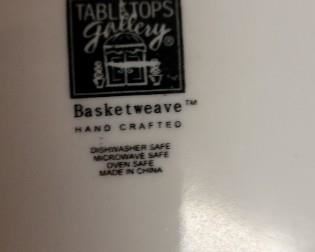 TABLETOPS
gallery®
Basketweave™
HAND CRAFTED
DISHWASHER SAFE
MICROWAVE SAFE
OVEN SAFE
MADE IN CHINA